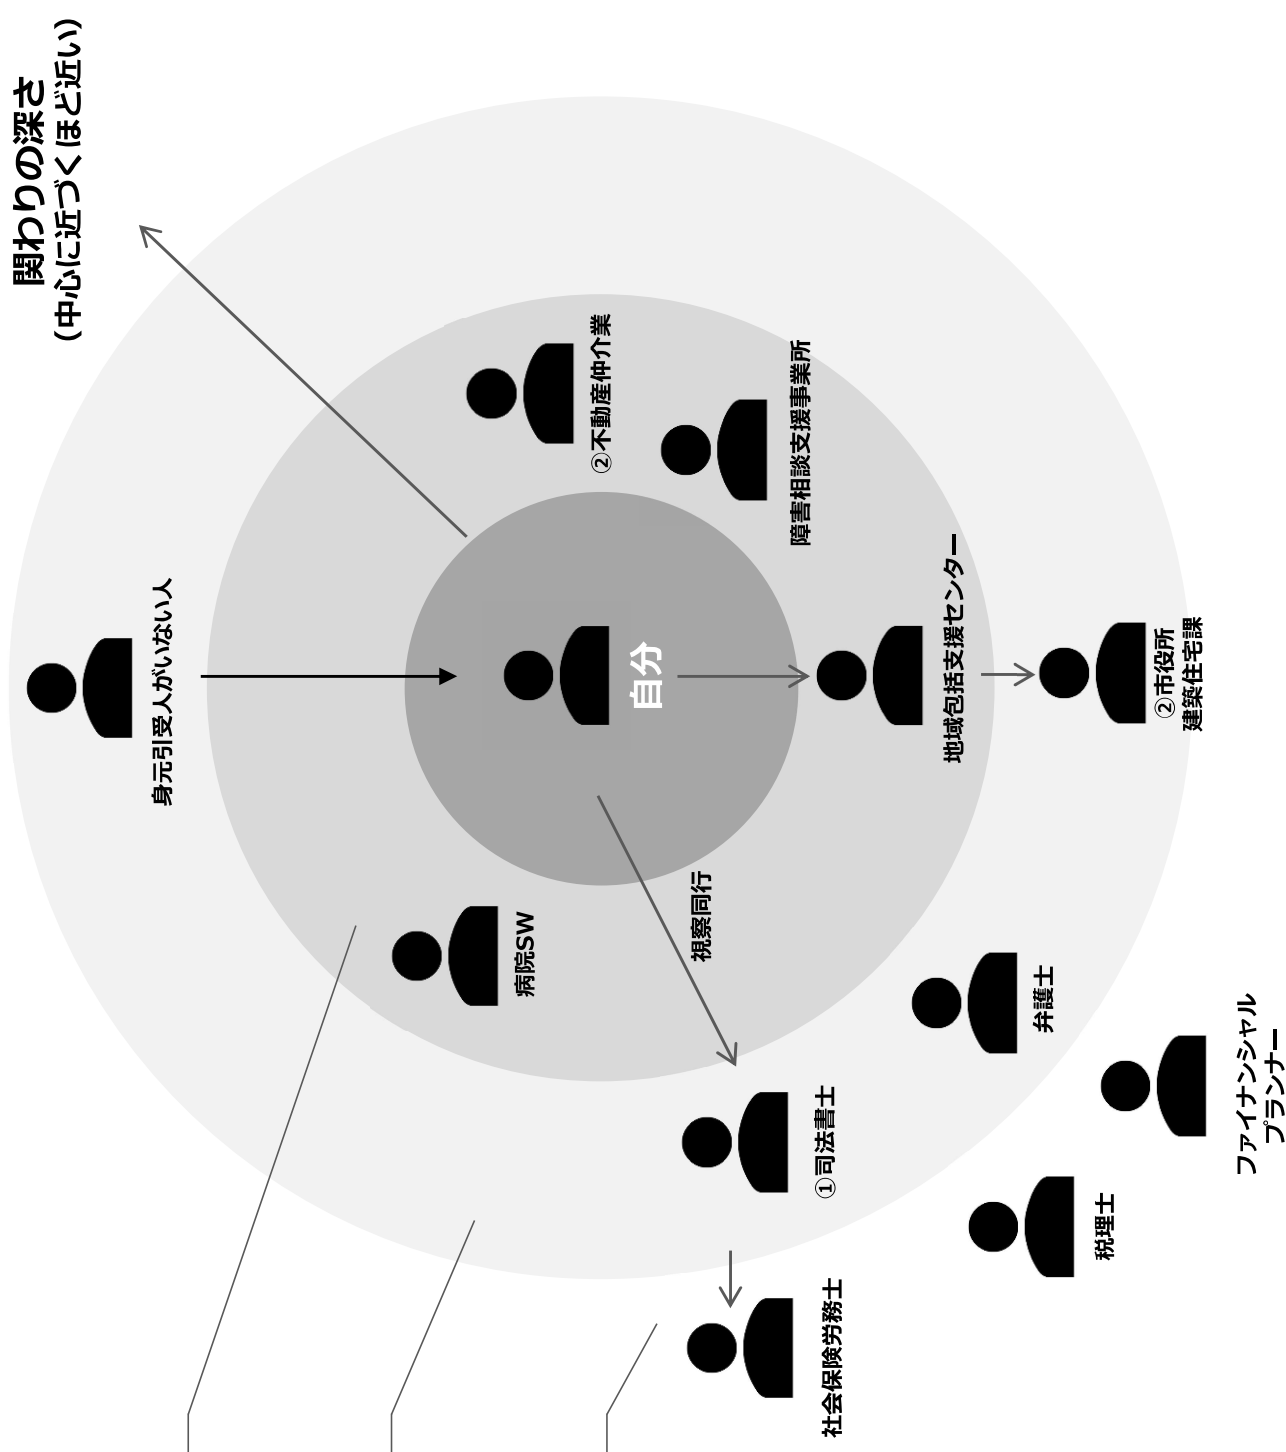 関わりの深さ
(中心に近づくほど近い)
身元引受人がいない人
②不動産仲介業
障害相談支援事業所
自分
地域包括支援センター
②市役所
建築住宅課
病院SW
視察同行
弁護士
①司法書士
ファイナンシャル
プランナー
税理士
社会保険労務士